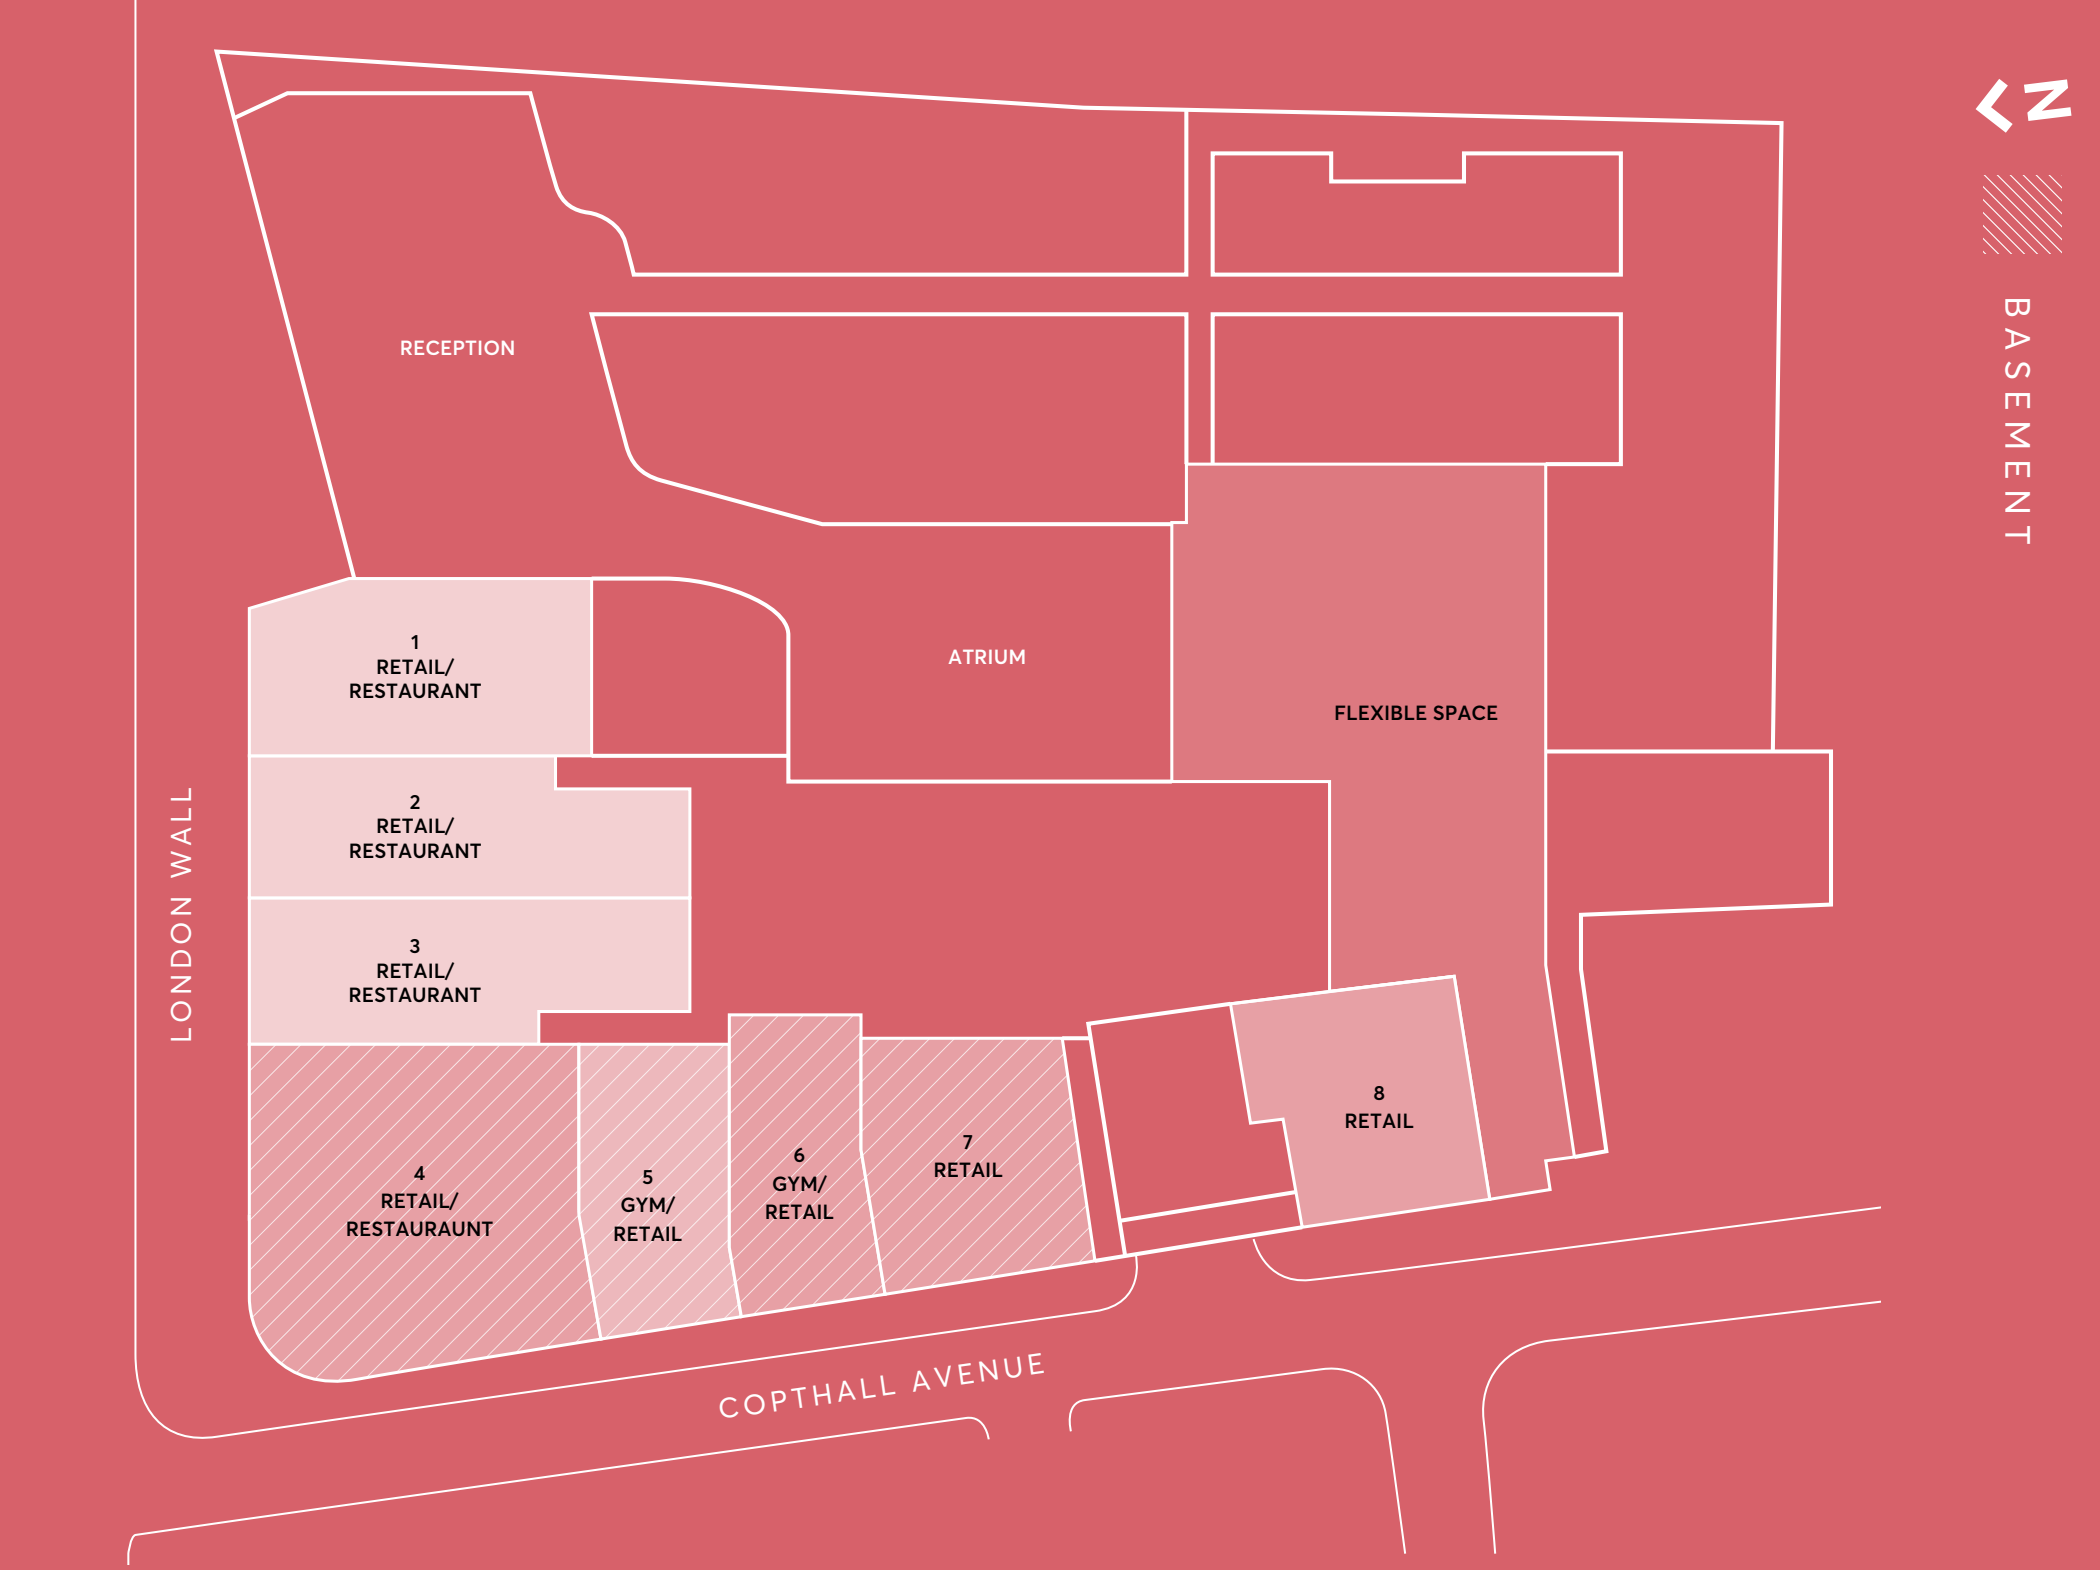 N
BASEMENT
RECEPTION
ATRIUM
FLEXIBLE SPACE
1
RETAIL/
RESTAURANT
2
RETAIL/
RESTAURANT
3
RETAIL/
RESTAURANT
4
RETAIL/
RESTAURAUNT
5
GYM/
RETAIL
6
GYM/
RETAIL
7
RETAIL
8
RETAIL
LONDON WALL
COPTHALL AVENUE